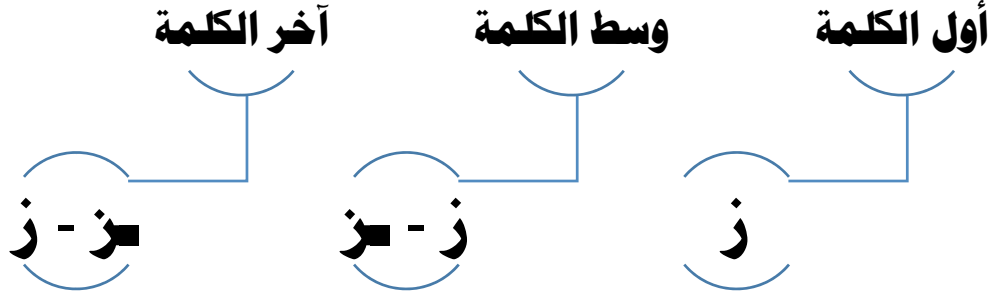 أول الكلمة
وسط الكلمة
آخر الكلمة
ز
ز - ـز
ـز - ز